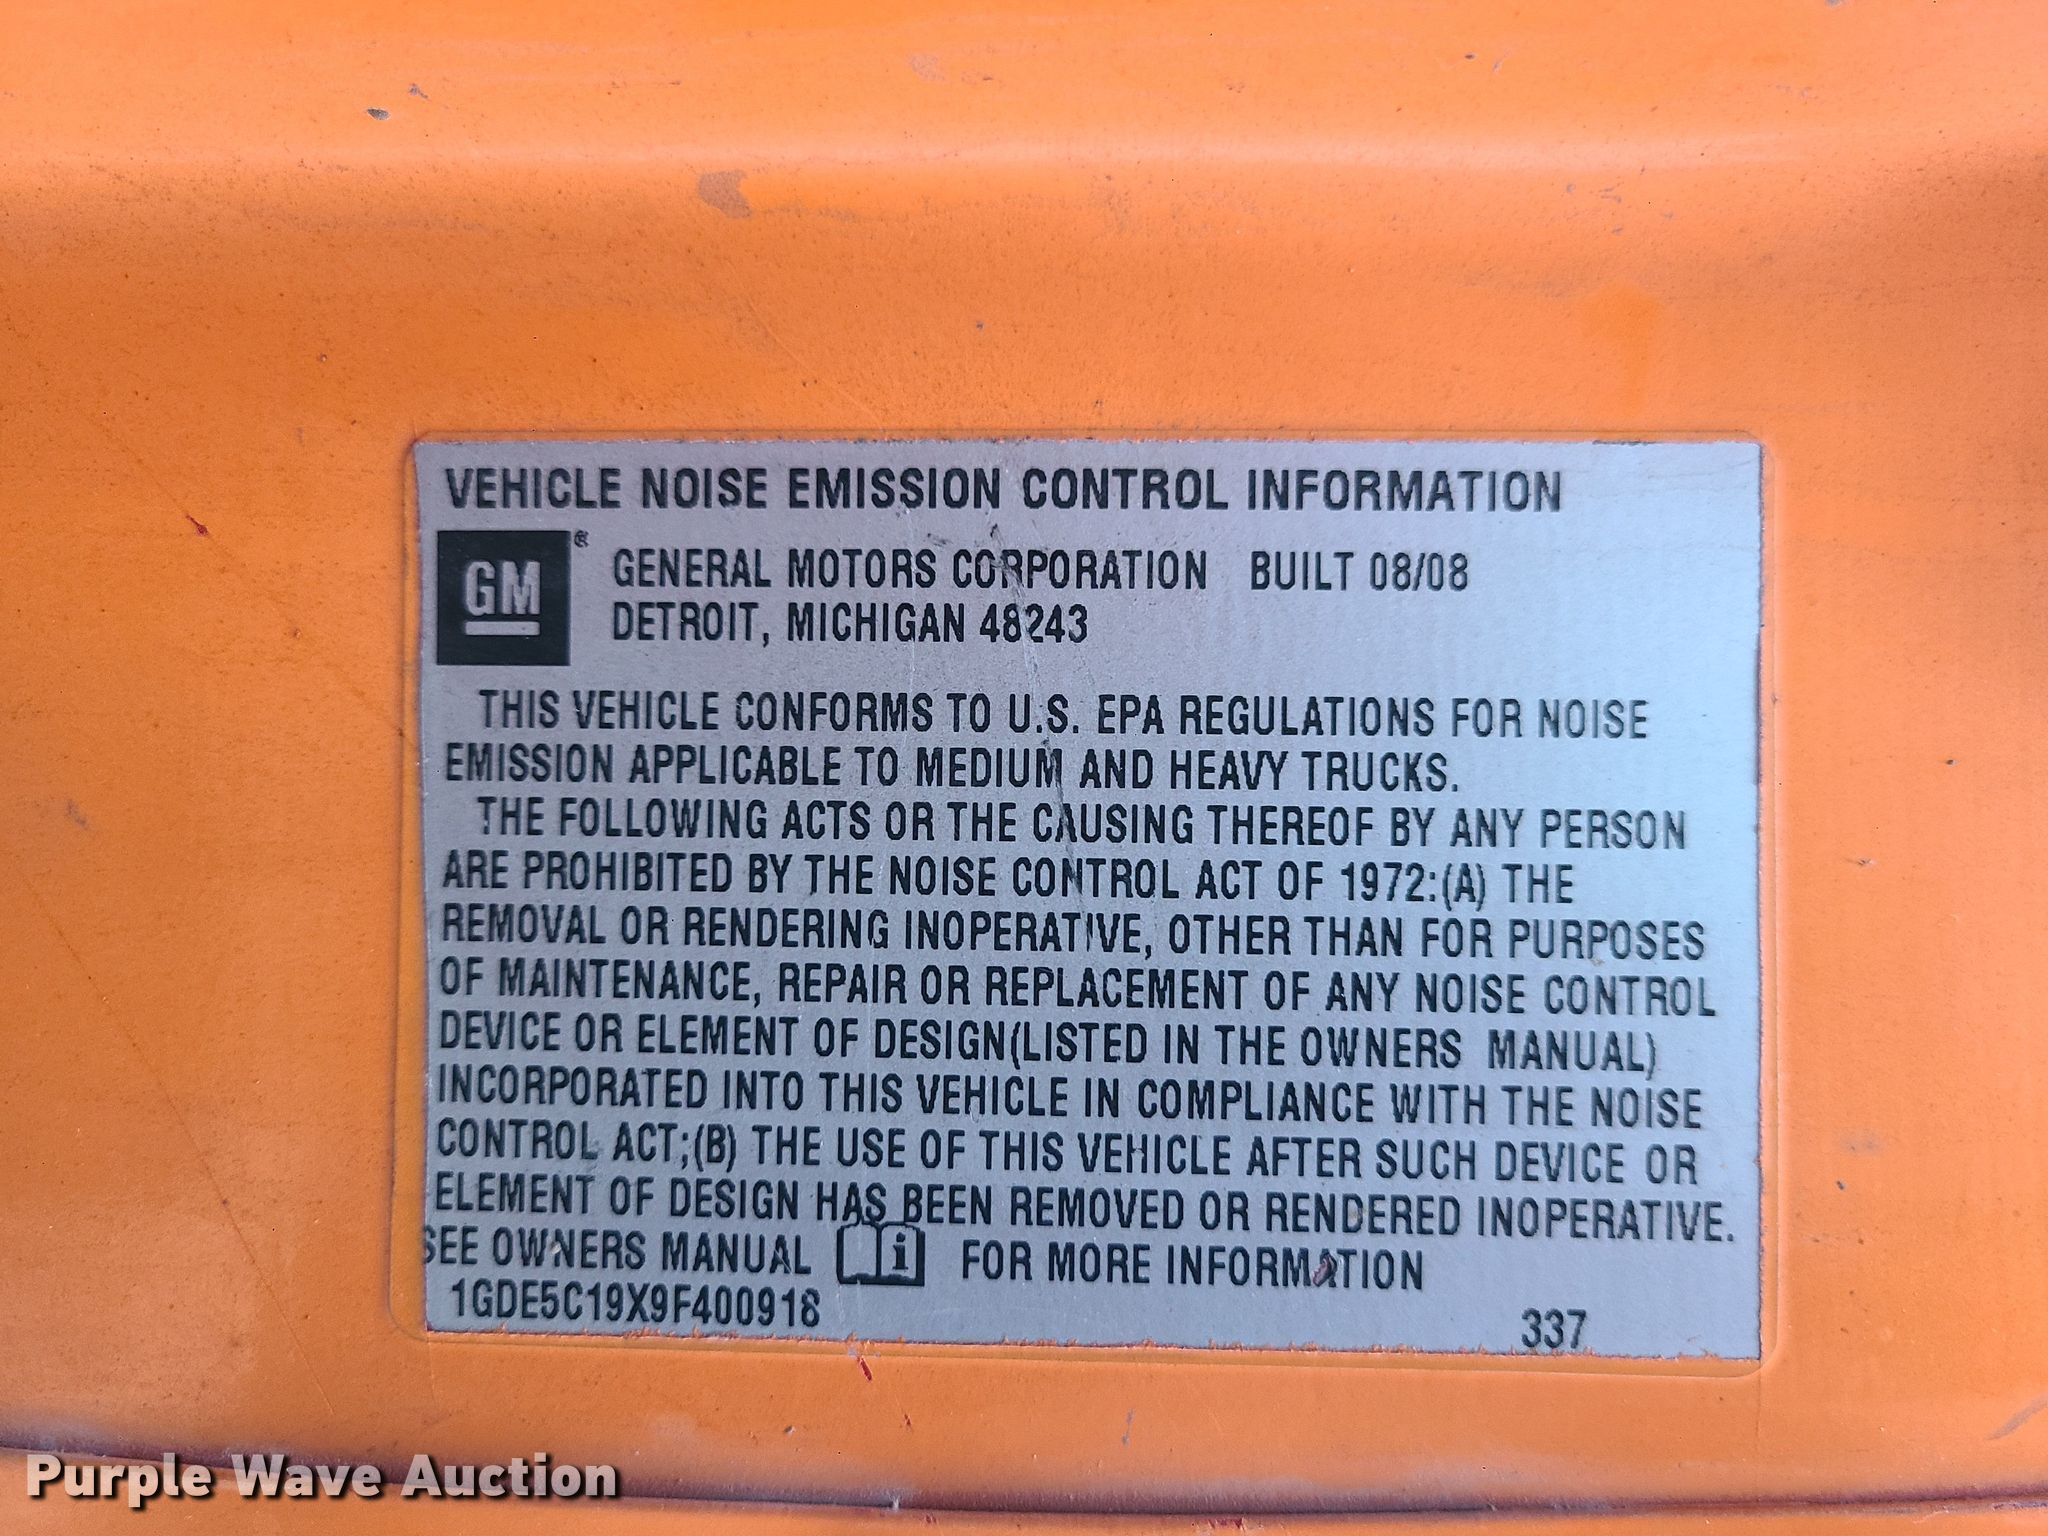 VEHICLE NOISE EMISSION CONTROL INFORMATION
GM ® GENERAL MOTORS CORPORATION BUILT 08/08
DETROIT, MICHIGAN 48243
THIS VEHICLE CONFORMS TO U.S. EPA REGULATIONS FOR NOISE
EMISSION APPLICABLE TO MEDIUM AND HEAVY TRUCKS.
THE FOLLOWING ACTS OR THE CAUSING THEREOF BY ANY PERSON
ARE PROHIBITED BY THE NOISE CONTROL ACT OF 1972:(A) THE
REMOVAL OR RENDERING INOPERATIVE, OTHER THAN FOR PURPOSES
OF MAINTENANCE, REPAIR OR REPLACEMENT OF ANY NOISE CONTROL
DEVICE OR ELEMENT OF DESIGN(LISTED IN THE OWNERS MANUAL)
INCORPORATED INTO THIS VEHICLE IN COMPLIANCE WITH THE NOISE
CONTROL ACT;(B) THE USE OF THIS VEHICLE AFTER SUCH DEVICE OR
ELEMENT OF DESIGN HAS BEEN REMOVED OR RENDERED INOPERATIVE.
SEE OWNERS MANUAL i FOR MORE INFORMATION
1GDE5C19X9F400918
337
Purple Wave Auction